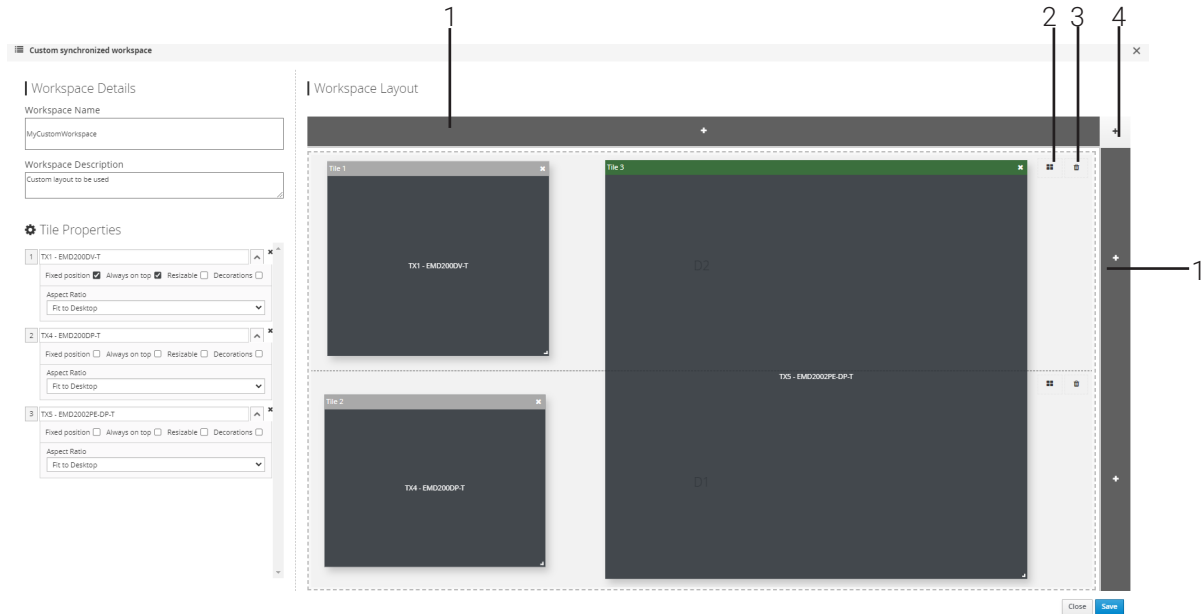 1 2 3 4
Custom synchronized workspace ×
Workspace Details
Workspace Name
MyCustomWorkspace
Workspace Description
Custom layout to be used
Tile Properties
1 TX1 - EMD200DV-T
Fixed position Always on top Resizable Decorations
Aspect Ratio
Fit to Desktop
2 TX4 - EMD200DP-T
Fixed position Always on top Resizable Decorations
Aspect Ratio
Fit to Desktop
3 TX5 - EMD2002PE-DP-T
Fixed position Always on top Resizable Decorations
Aspect Ratio
Fit to Desktop
Workspace Layout
+ +
Tile 1
TX1 - EMD200DV-T
Tile 3
D2
TX5 - EMD2002PE-DP-T
D1
+ 1
Tile 2
TX4 - EMD200DP-T
+
Close Save